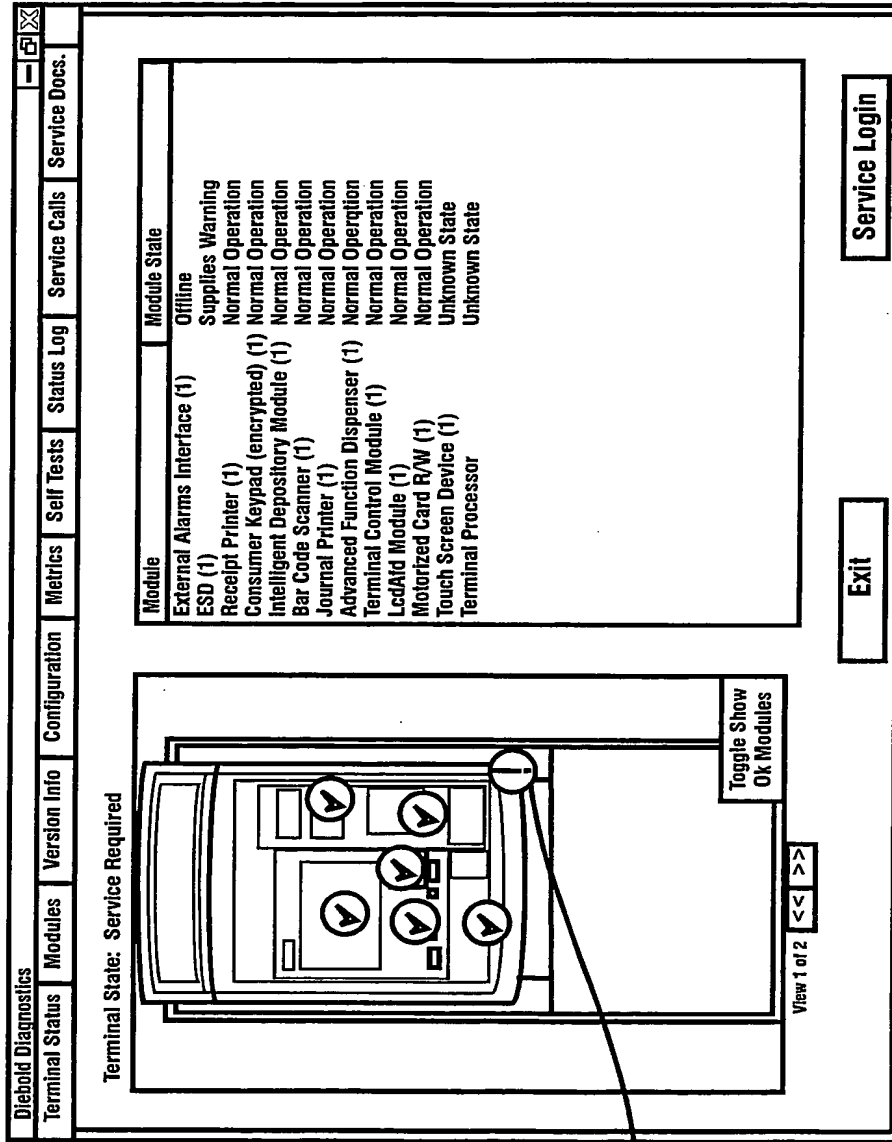 Diebold Diagnostics
Terminal Status Modules Version Info Configuration Metrics Self Tests Status Log Service Calls Service Docs.
Terminal State: Service Required
Toggle Show
Ok Modules
View 1 of 2 << >>
Module Module State
External Alarms Interface (1) Offline
ESD (1) Supplies Warning
Receipt Printer (1) Normal Operation
Consumer Keypad (encrypted) (1) Normal Operation
Intelligent Depository Module (1) Normal Operation
Bar Code Scanner (1) Normal Operation
Journal Printer (1) Normal Operation
Advanced Function Dispenser (1) Normal Operqtion
Terminal Control Module (1) Normal Operation
LcdAfd Module (1) Normal Operation
Motorized Card R/W (1) Normal Operation
Touch Screen Device (1) Unknown State
Terminal Processor Unknown State
Exit
Service Login